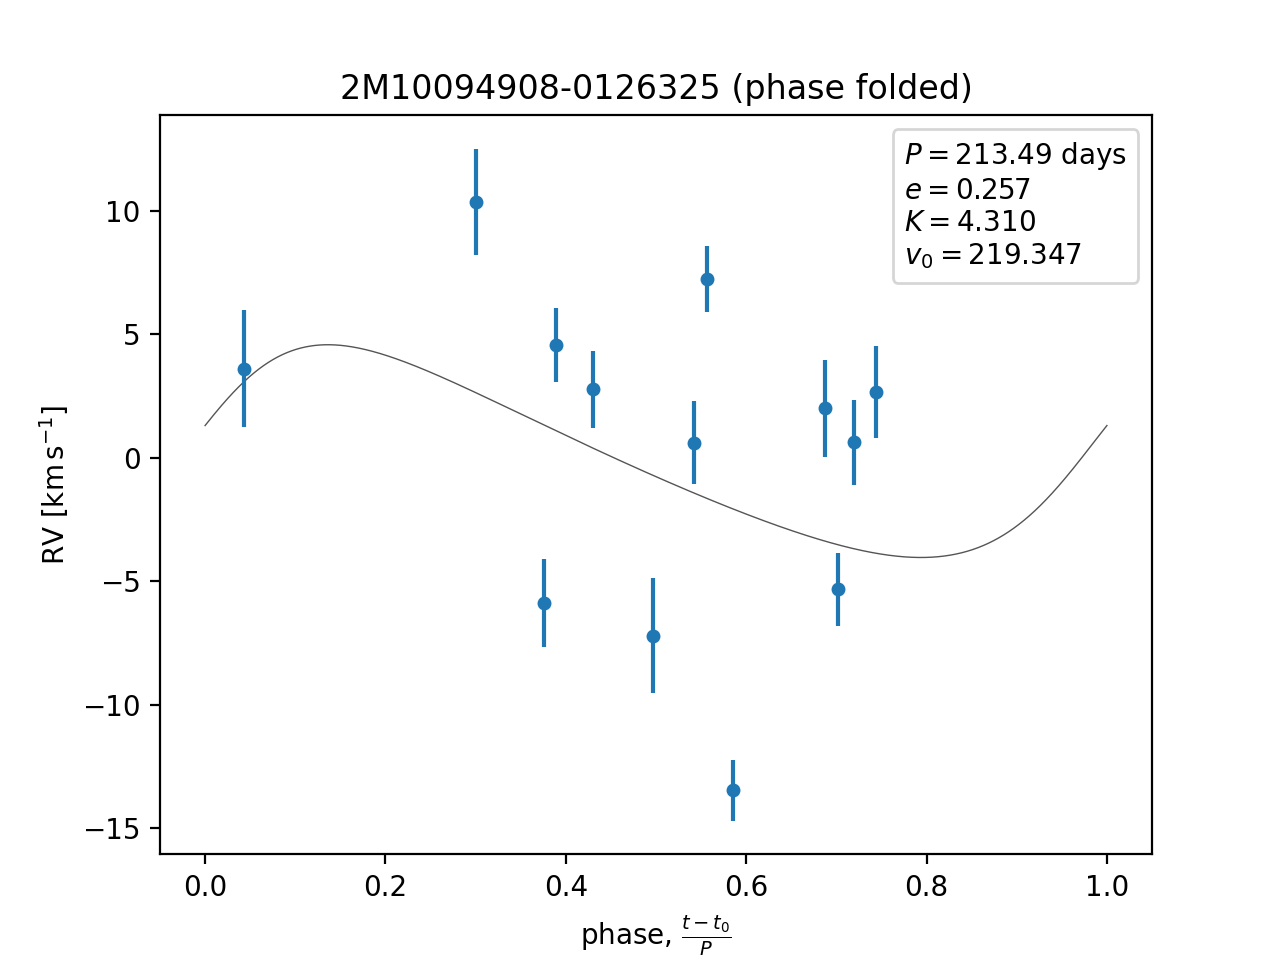 2M10094908-0126325 (phase folded)
P = 213.49 days
e = 0.257
K = 4.310
v₀ = 219.347
RV [km s⁻¹]
10
5
0
−5
−10
−15
0.0 0.2 0.4 0.6 0.8 1.0
phase, (t − t₀)/P